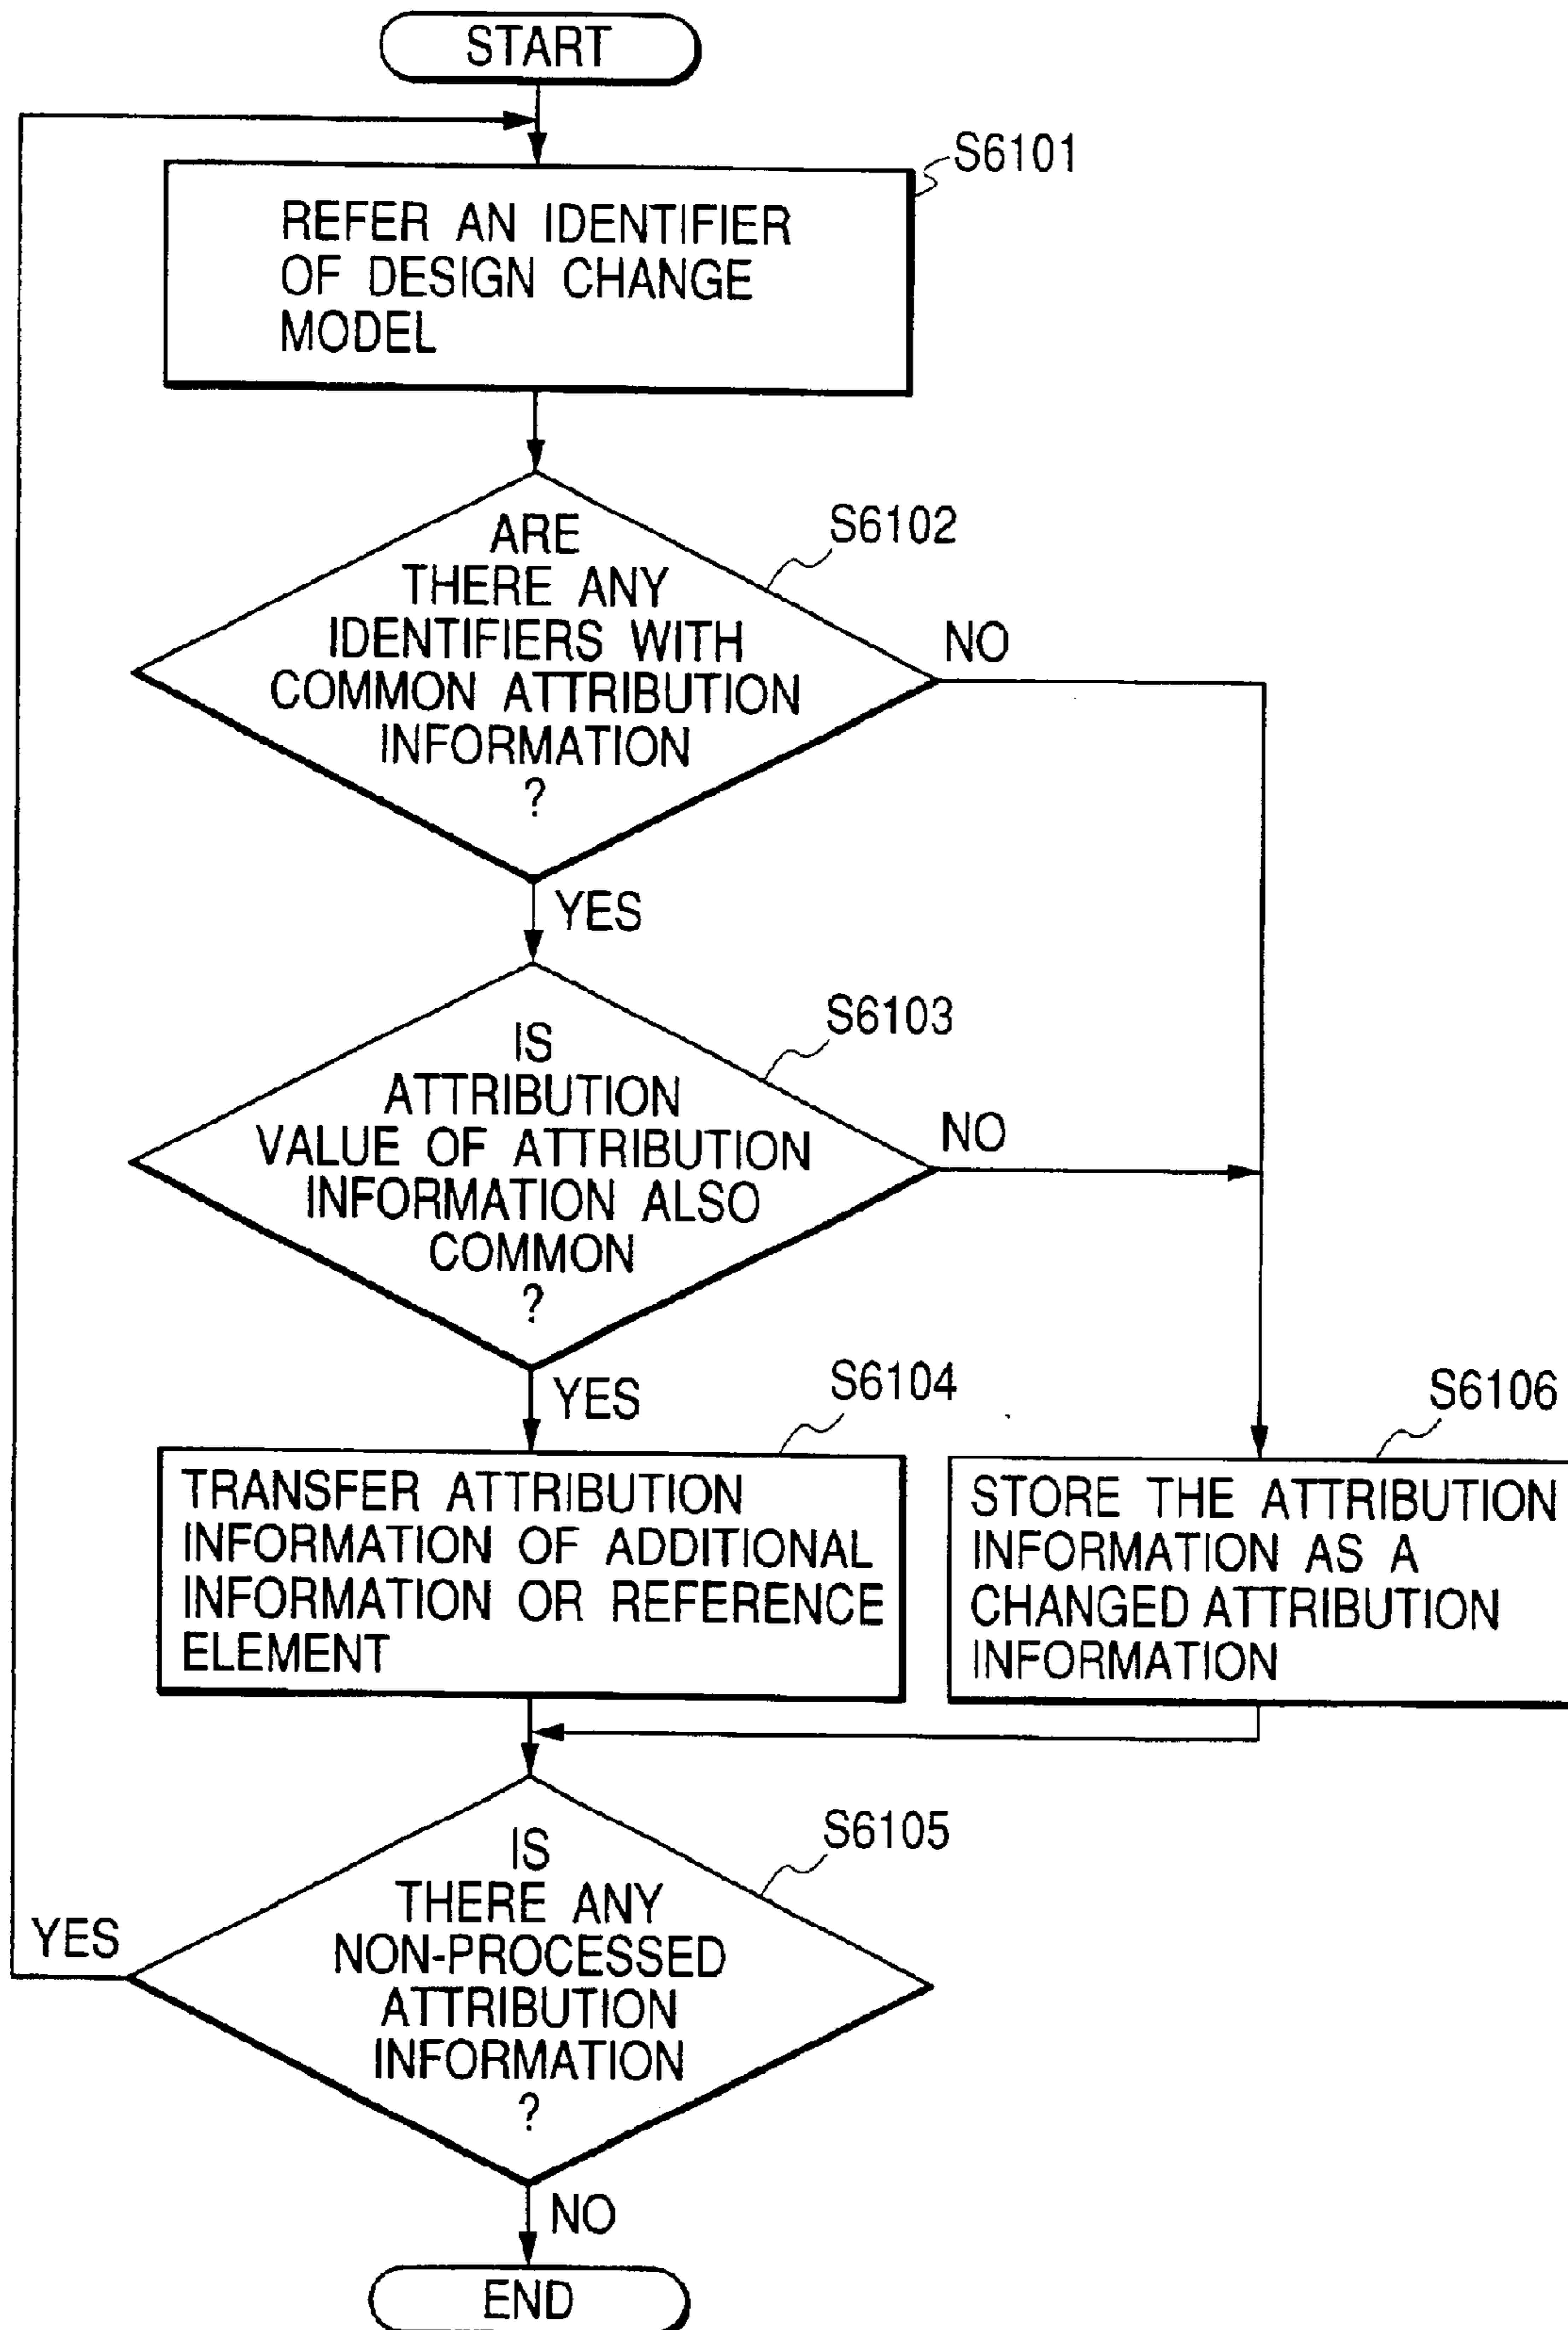 START
S6101
REFER AN IDENTIFIER
OF DESIGN CHANGE
MODEL
S6102
ARE
THERE ANY
IDENTIFIERS WITH
COMMON ATTRIBUTION
INFORMATION
?
NO
YES
S6103
IS
ATTRIBUTION
VALUE OF ATTRIBUTION
INFORMATION ALSO
COMMON
?
NO
YES
S6104
TRANSFER ATTRIBUTION
INFORMATION OF ADDITIONAL
INFORMATION OR REFERENCE
ELEMENT
S6106
STORE THE ATTRIBUTION
INFORMATION AS A
CHANGED ATTRIBUTION
INFORMATION
S6105
IS
THERE ANY
NON-PROCESSED
ATTRIBUTION
INFORMATION
?
YES
NO
END